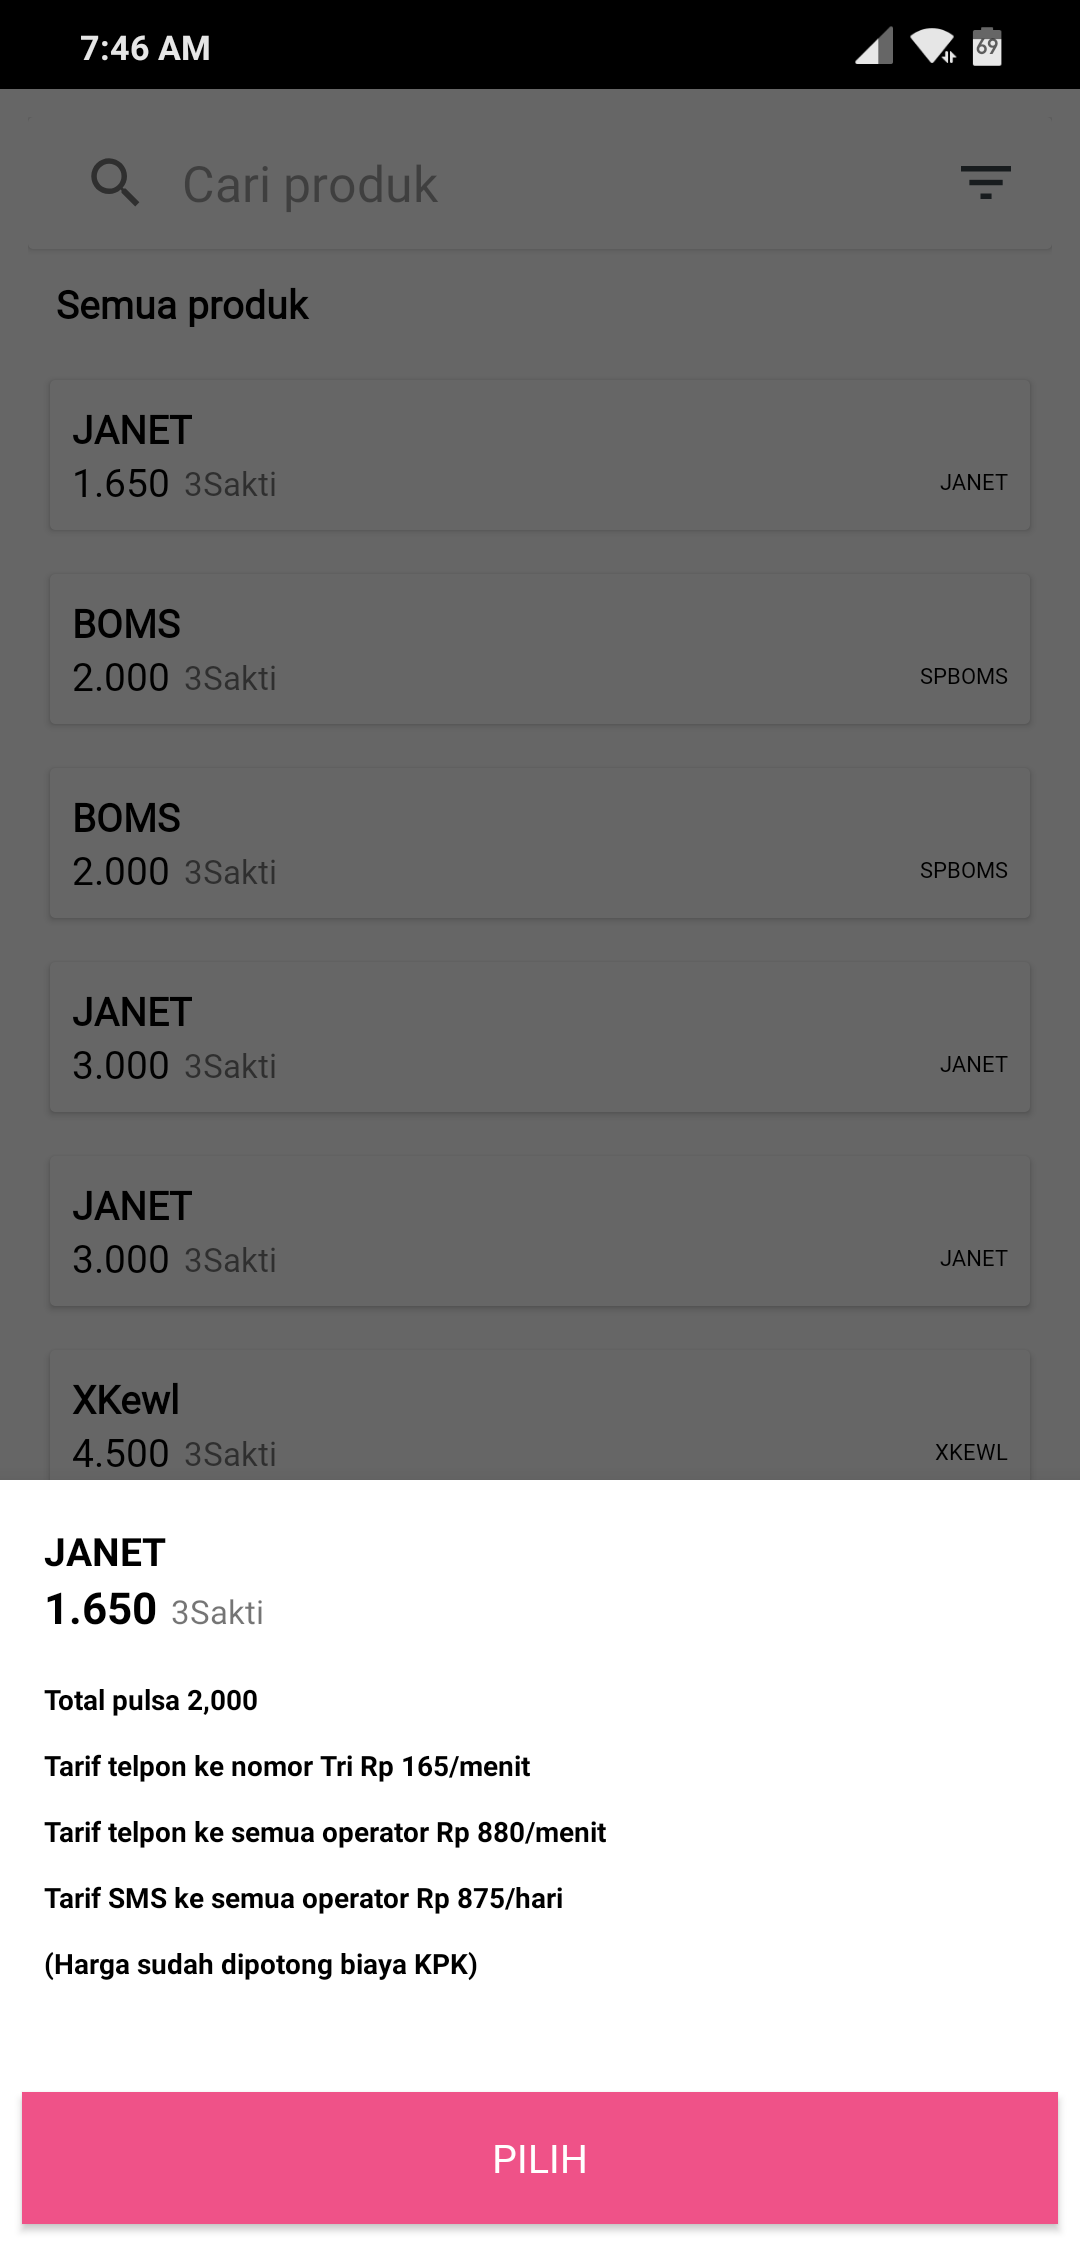 7:46 AM
69
Cari produk
Semua produk
JANET
1.650 3Sakti
JANET
BOMS
2.000 3Sakti
SPBOMS
BOMS
2.000 3Sakti
SPBOMS
JANET
3.000 3Sakti
JANET
JANET
3.000 3Sakti
JANET
XKewl
4.500 3Sakti
XKEWL
JANET
1.650 3Sakti
Total pulsa 2,000
Tarif telpon ke nomor Tri Rp 165/menit
Tarif telpon ke semua operator Rp 880/menit
Tarif SMS ke semua operator Rp 875/hari
(Harga sudah dipotong biaya KPK)
PILIH